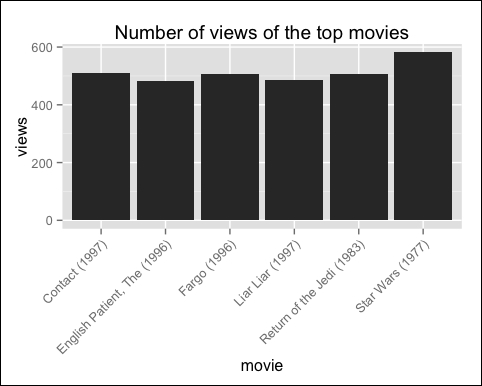 Number of views of the top movies
600
400
200
0
views
Contact (1997)
English Patient, The (1996)
Fargo (1996)
Liar Liar (1997)
Return of the Jedi (1983)
Star Wars (1977)
movie